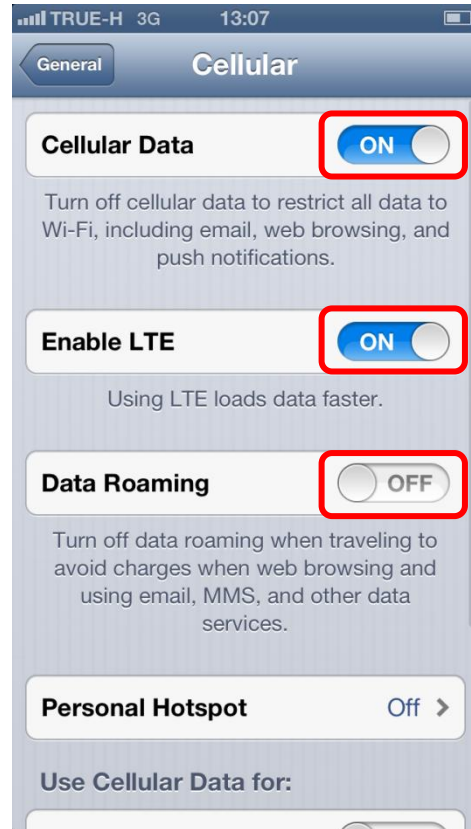 TRUE-H 3G 13:07
General Cellular
Cellular Data ON
Turn off cellular data to restrict all data to
Wi-Fi, including email, web browsing, and
push notifications.
Enable LTE ON
Using LTE loads data faster.
Data Roaming OFF
Turn off data roaming when traveling to
avoid charges when web browsing and
using email, MMS, and other data
services.
Personal Hotspot Off
Use Cellular Data for: